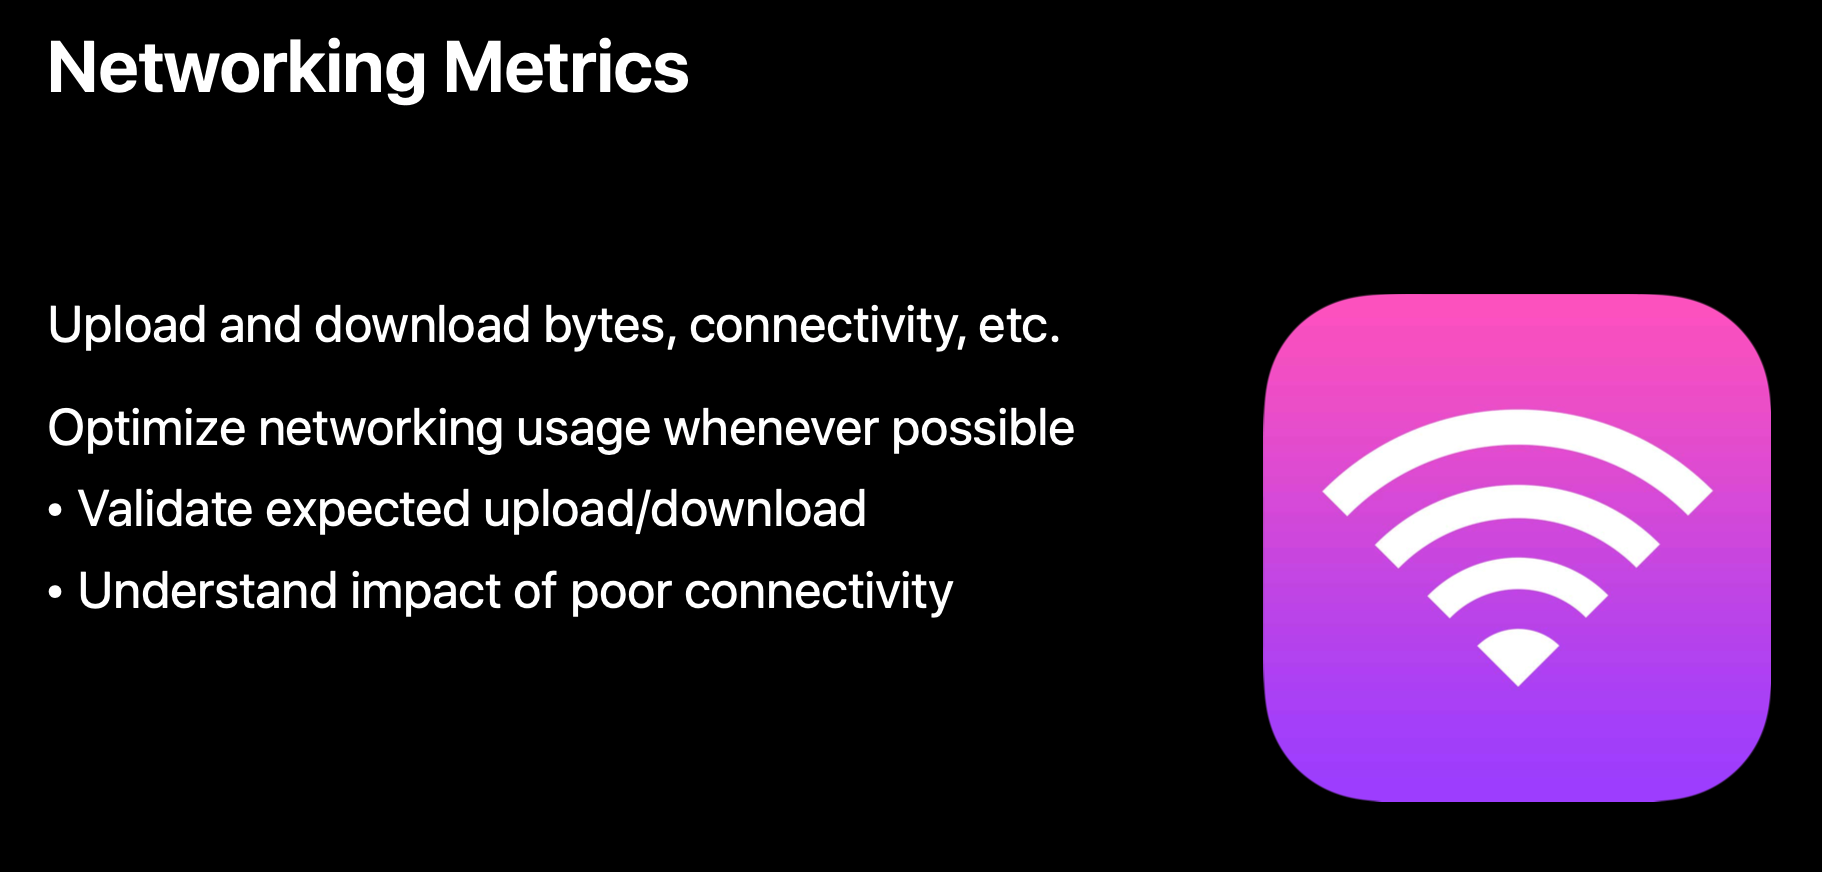 Networking Metrics
Upload and download bytes, connectivity, etc.
Optimize networking usage whenever possible
• Validate expected upload/download
• Understand impact of poor connectivity